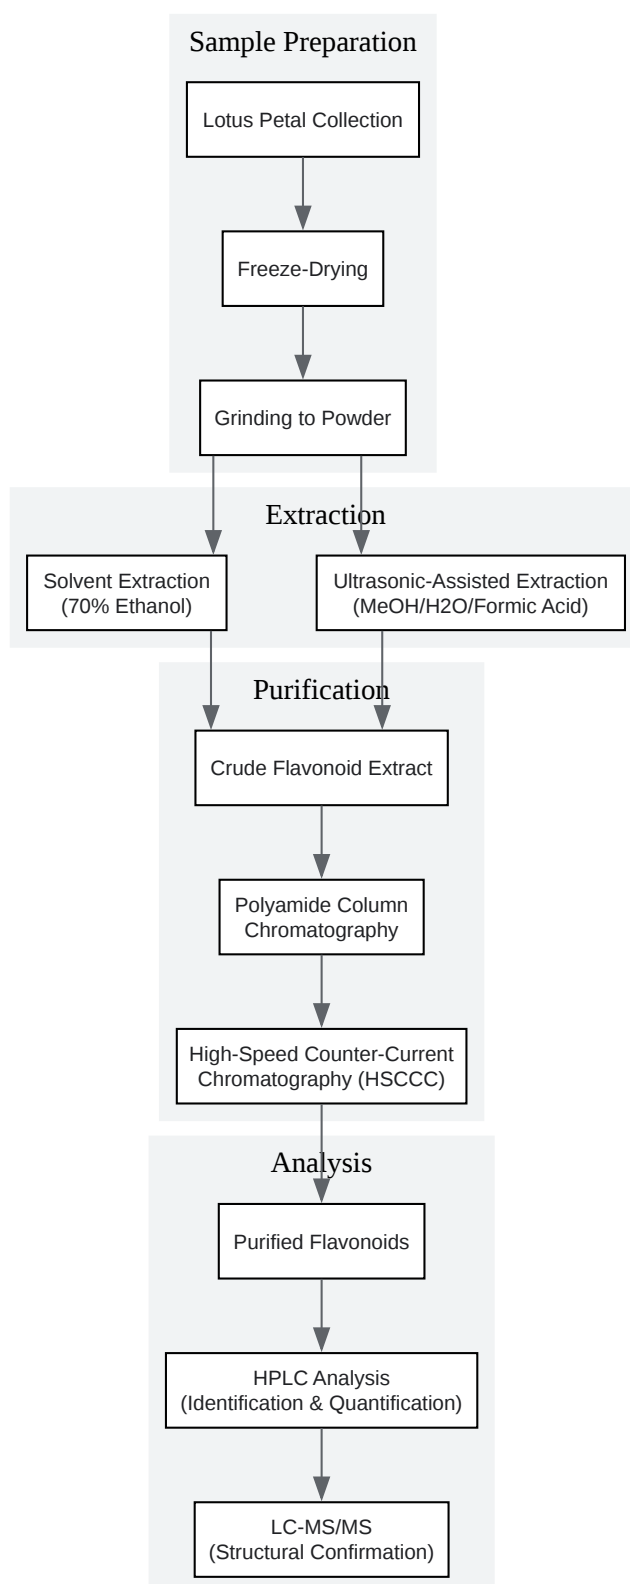 Sample Preparation
Lotus Petal Collection
Freeze-Drying
Grinding to Powder
Extraction
Solvent Extraction
(70% Ethanol)
Ultrasonic-Assisted Extraction
(MeOH/H2O/Formic Acid)
Purification
Crude Flavonoid Extract
Polyamide Column
Chromatography
High-Speed Counter-Current
Chromatography (HSCCC)
Analysis
Purified Flavonoids
HPLC Analysis
(Identification & Quantification)
LC-MS/MS
(Structural Confirmation)